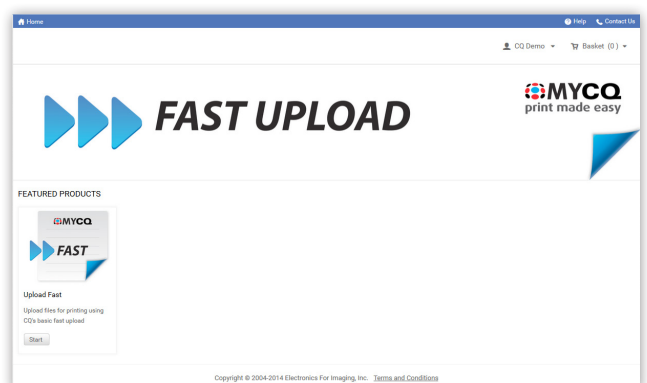 Home Help Contact Us
CQ Demo Basket (0)
FAST UPLOAD
MYCQ
print made easy
FEATURED PRODUCTS
MYCQ
FAST
Upload Fast
Upload files for printing using
CQ's basic fast upload
Start
Copyright © 2004-2014 Electronics For Imaging, Inc. Terms and Conditions